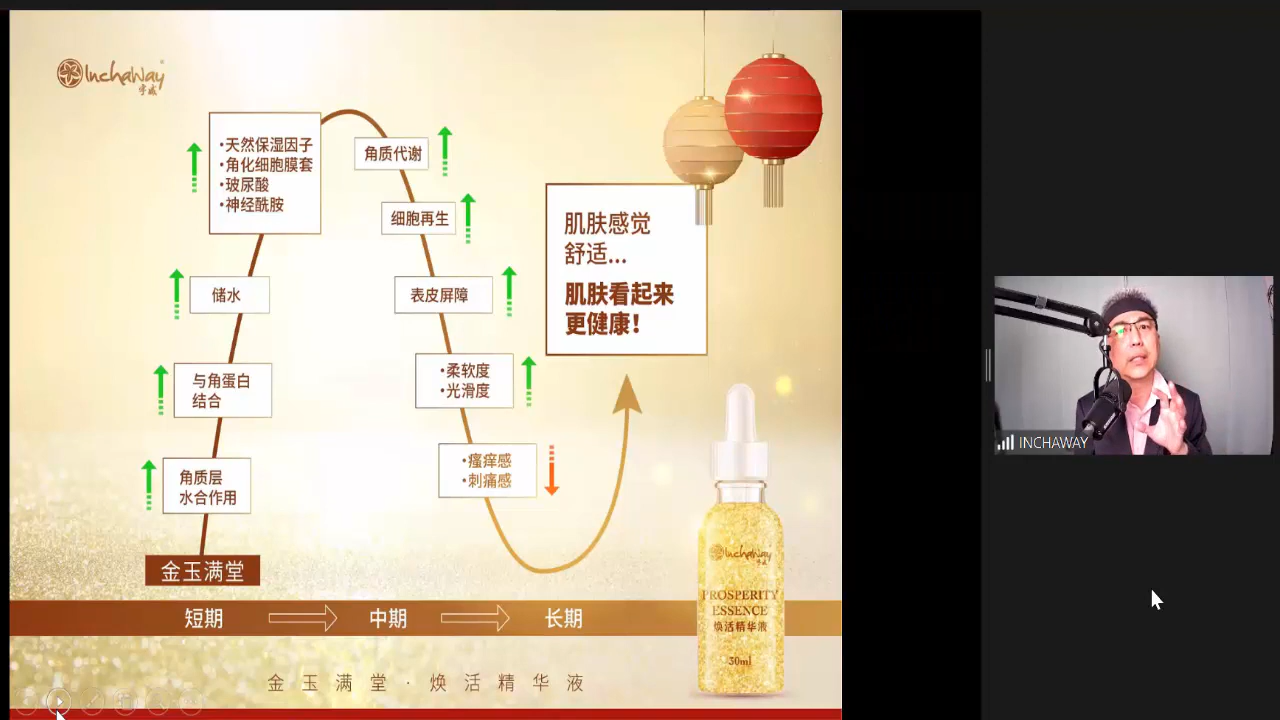 InchaWay
宇威
·天然保湿因子
·角化细胞膜套
·玻尿酸
·神经酰胺
角质代谢
细胞再生
储水
表皮屏障
与角蛋白
结合
·柔软度
·光滑度
角质层
水合作用
·瘙痒感
·刺痛感
肌肤感觉
舒适...
肌肤看起来
更健康!
金玉满堂
短期
中期
长期
InchaWay
宇威
PROSPERITY
ESSENCE
焕活精华液
30ml
金玉满堂·焕活精华液
INCHAWAY